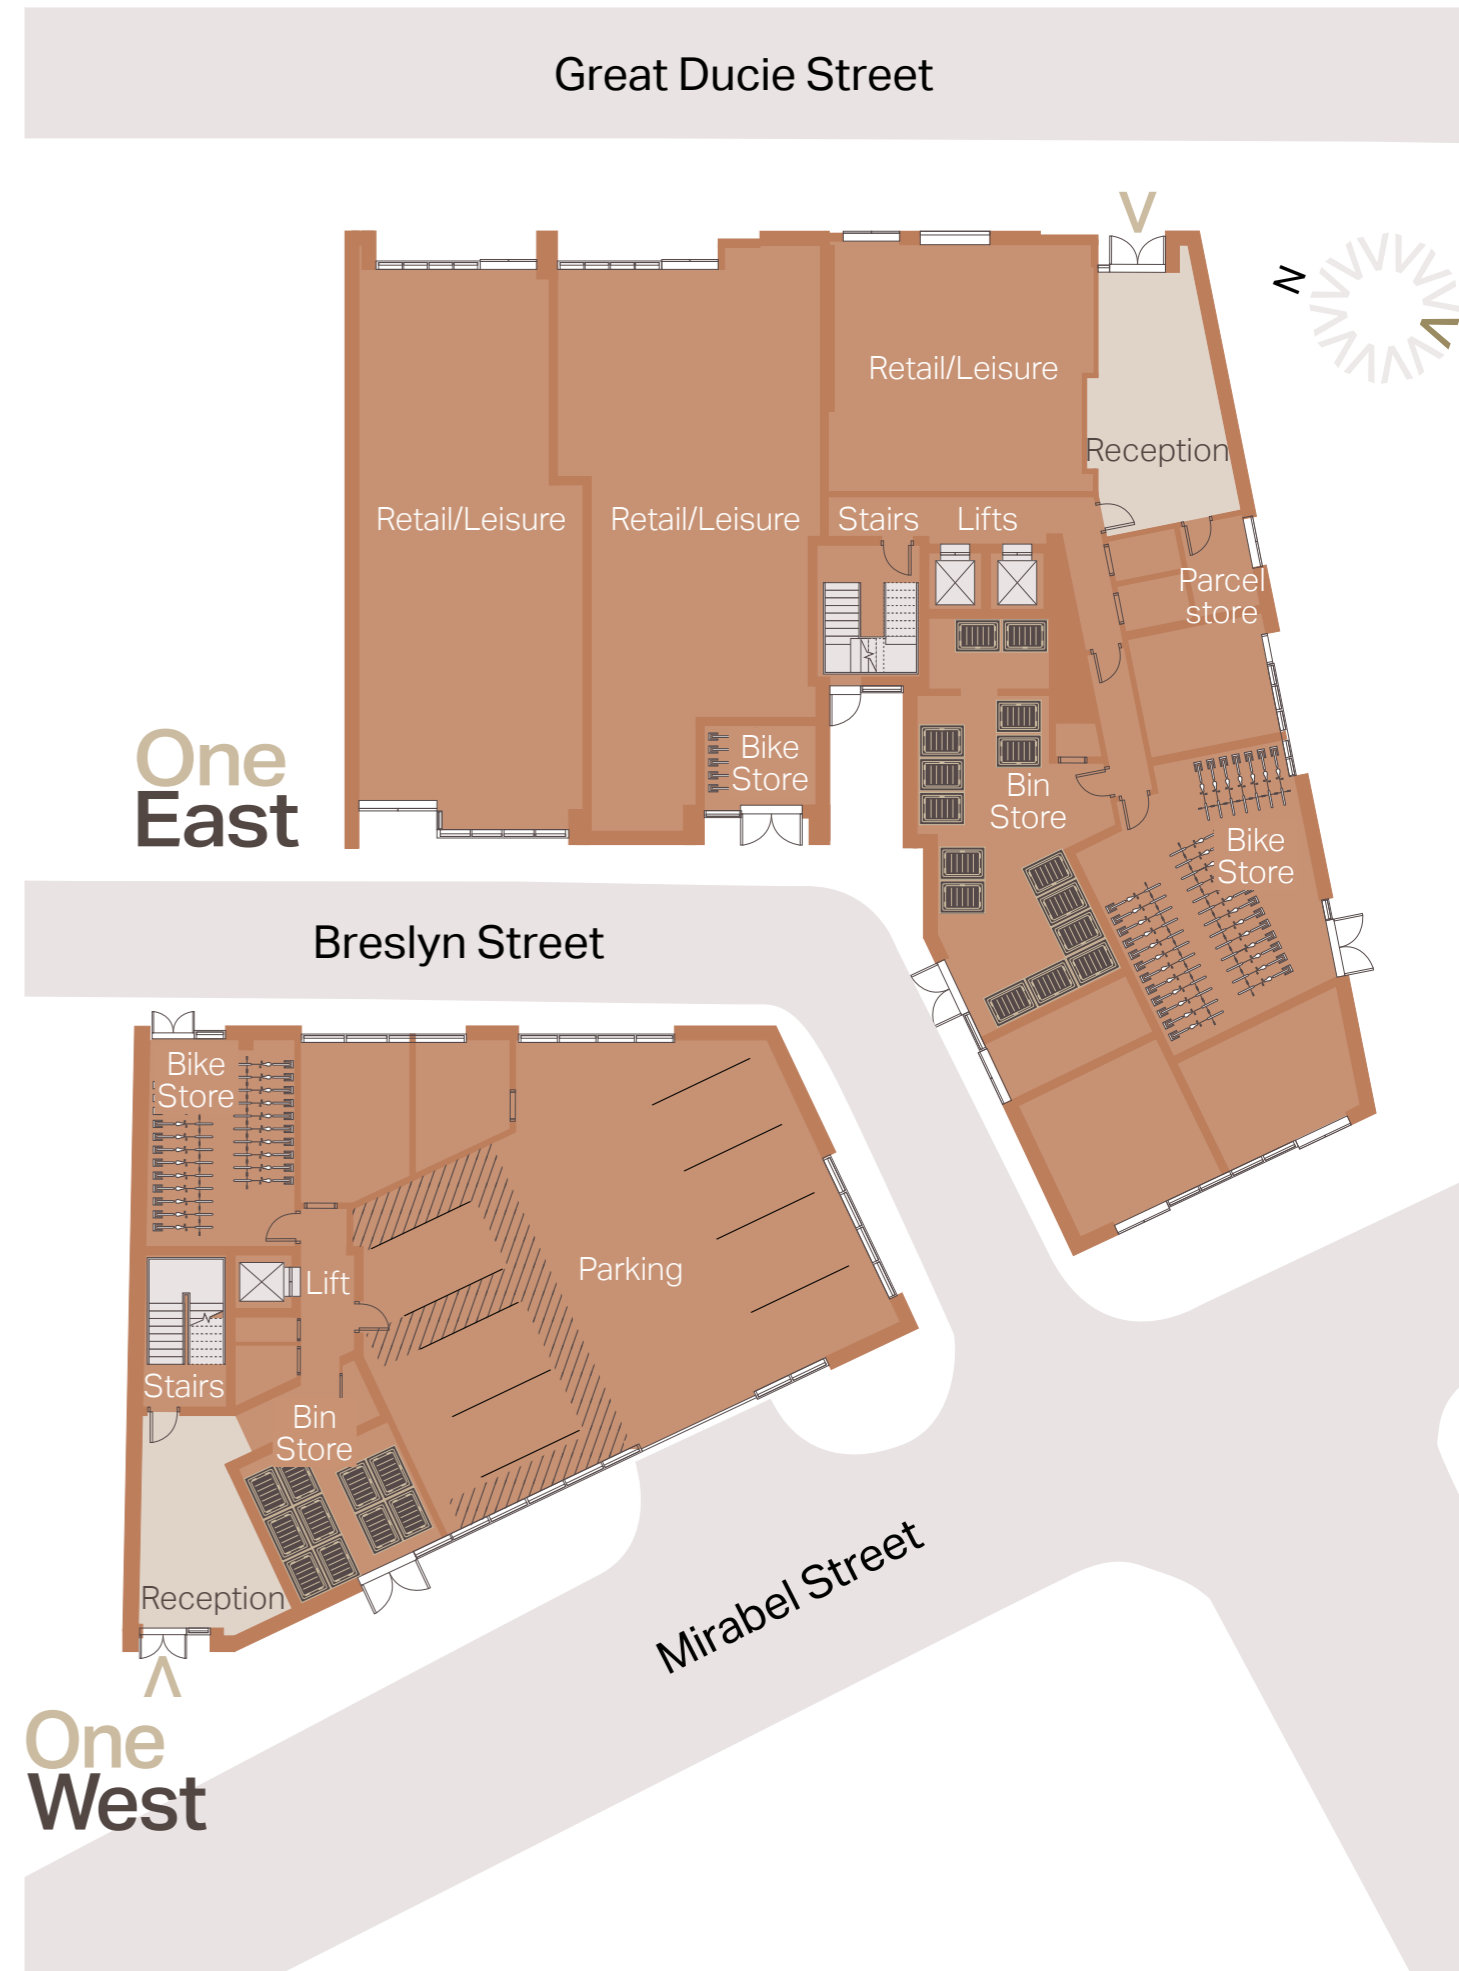 Great Ducie Street
N
Retail/Leisure
Reception
Retail/Leisure
Retail/Leisure
Stairs
Lifts
Parcel
store
One
East
Bike
Store
Bin
Store
Bike
Store
Breslyn Street
Bike
Store
Parking
Lift
Stairs
Bin
Store
Reception
Mirabel Street
One
West